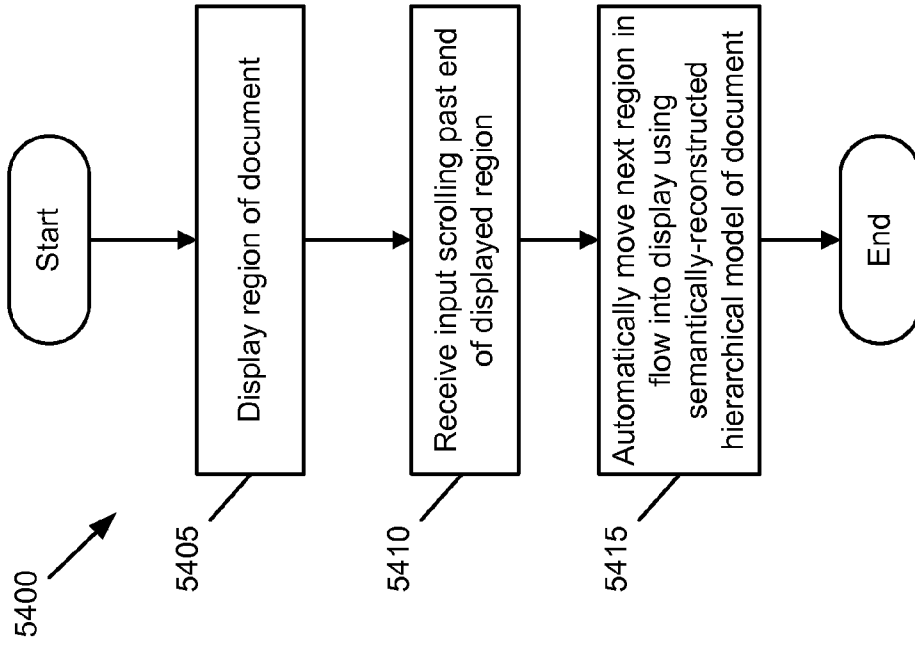 5400
Start
5405
Display region of document
5410
Receive input scrolling past end
of displayed region
5415
Automatically move next region in
flow into display using
semantically-reconstructed
hierarchical model of document
End